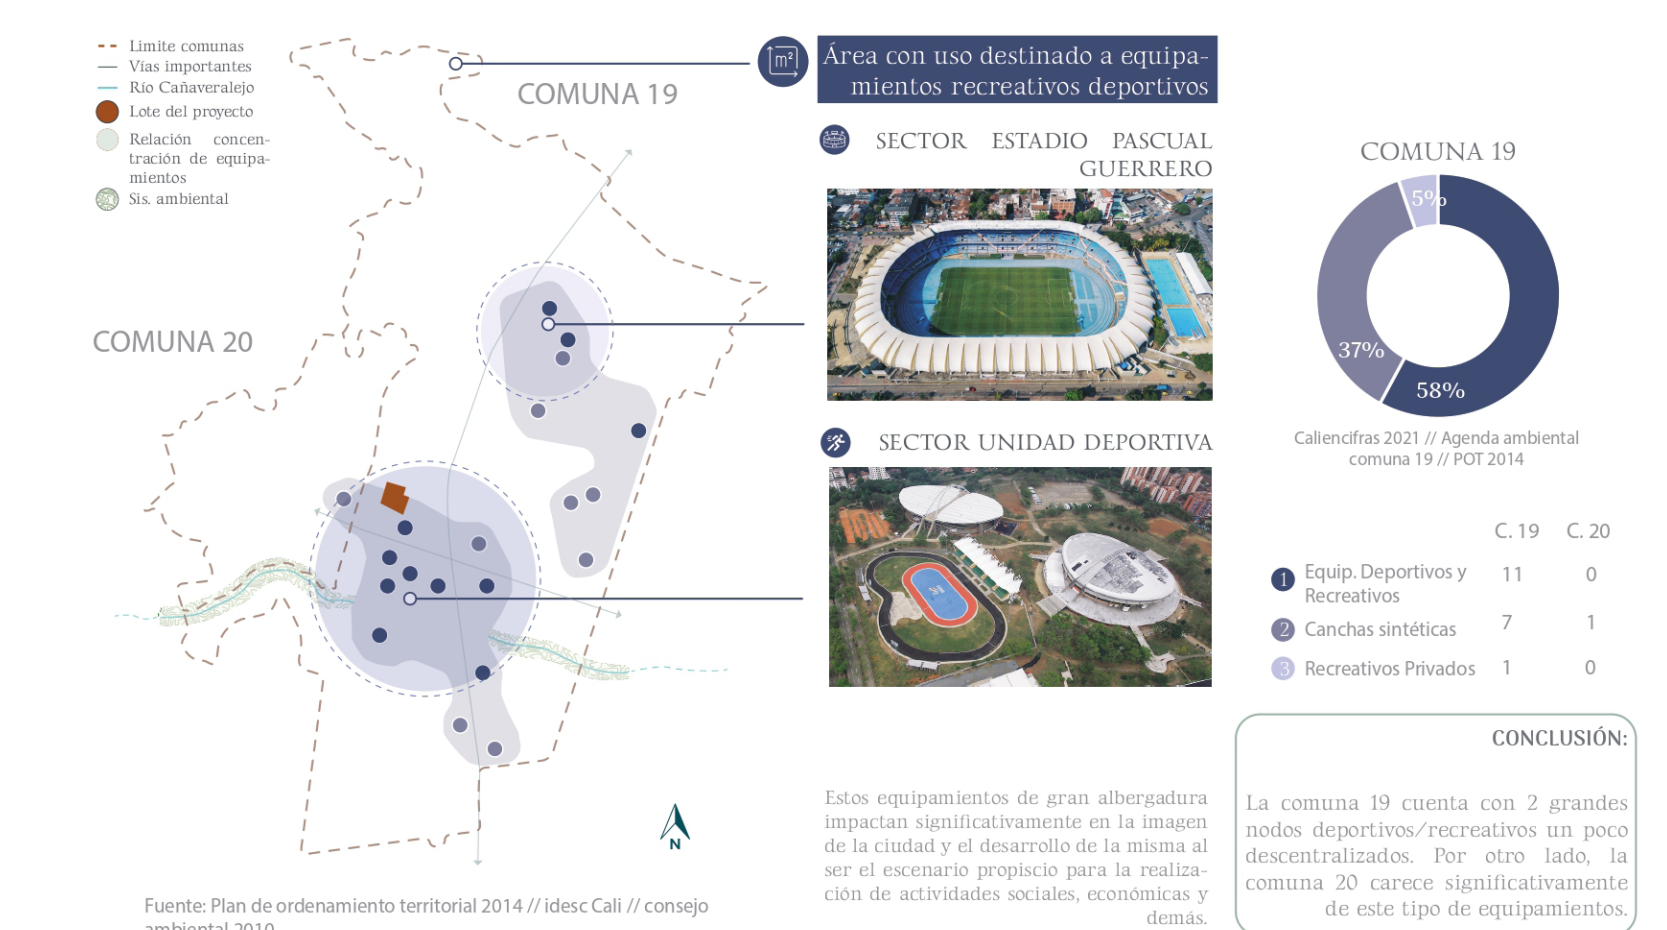 Limite comunas
Vías importantes
Río Cañaveralejo
Lote del proyecto
Relación concen-
tración de equipa-
mientos
Sis. ambiental
COMUNA 19
COMUNA 20
N
Fuente: Plan de ordenamiento territorial 2014 // idesc Cali // consejo
ambiental 2010
m²
Área con uso destinado a equipa-
mientos recreativos deportivos
SECTOR ESTADIO PASCUAL
GUERRERO
SECTOR UNIDAD DEPORTIVA
Estos equipamientos de gran albergadura
impactan significativamente en la imagen
de la ciudad y el desarrollo de la misma al
ser el escenario propiscio para la realiza-
ción de actividades sociales, económicas y
demás.
COMUNA 19
5%
37%
58%
Caliencifras 2021 // Agenda ambiental
comuna 19 // POT 2014
C. 19 C. 20
1 Equip. Deportivos y 11 0
Recreativos
2 Canchas sintéticas 7 1
3 Recreativos Privados 1 0
CONCLUSIÓN:
La comuna 19 cuenta con 2 grandes
nodos deportivos/recreativos un poco
descentralizados. Por otro lado, la
comuna 20 carece significativamente
de este tipo de equipamientos.